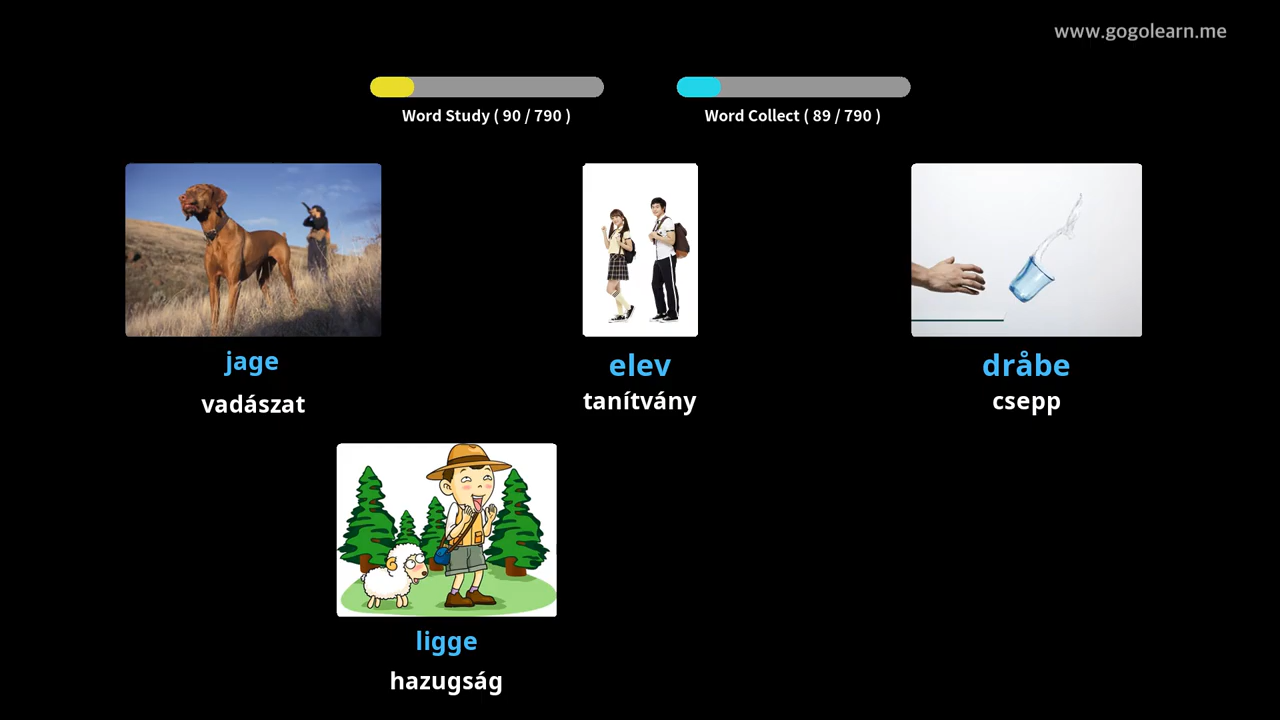 www.gogolearn.me
Word Study ( 90 / 790 )
Word Collect ( 89 / 790 )
jage
vadászat
elev
tanítvány
dråbe
csepp
ligge
hazugság